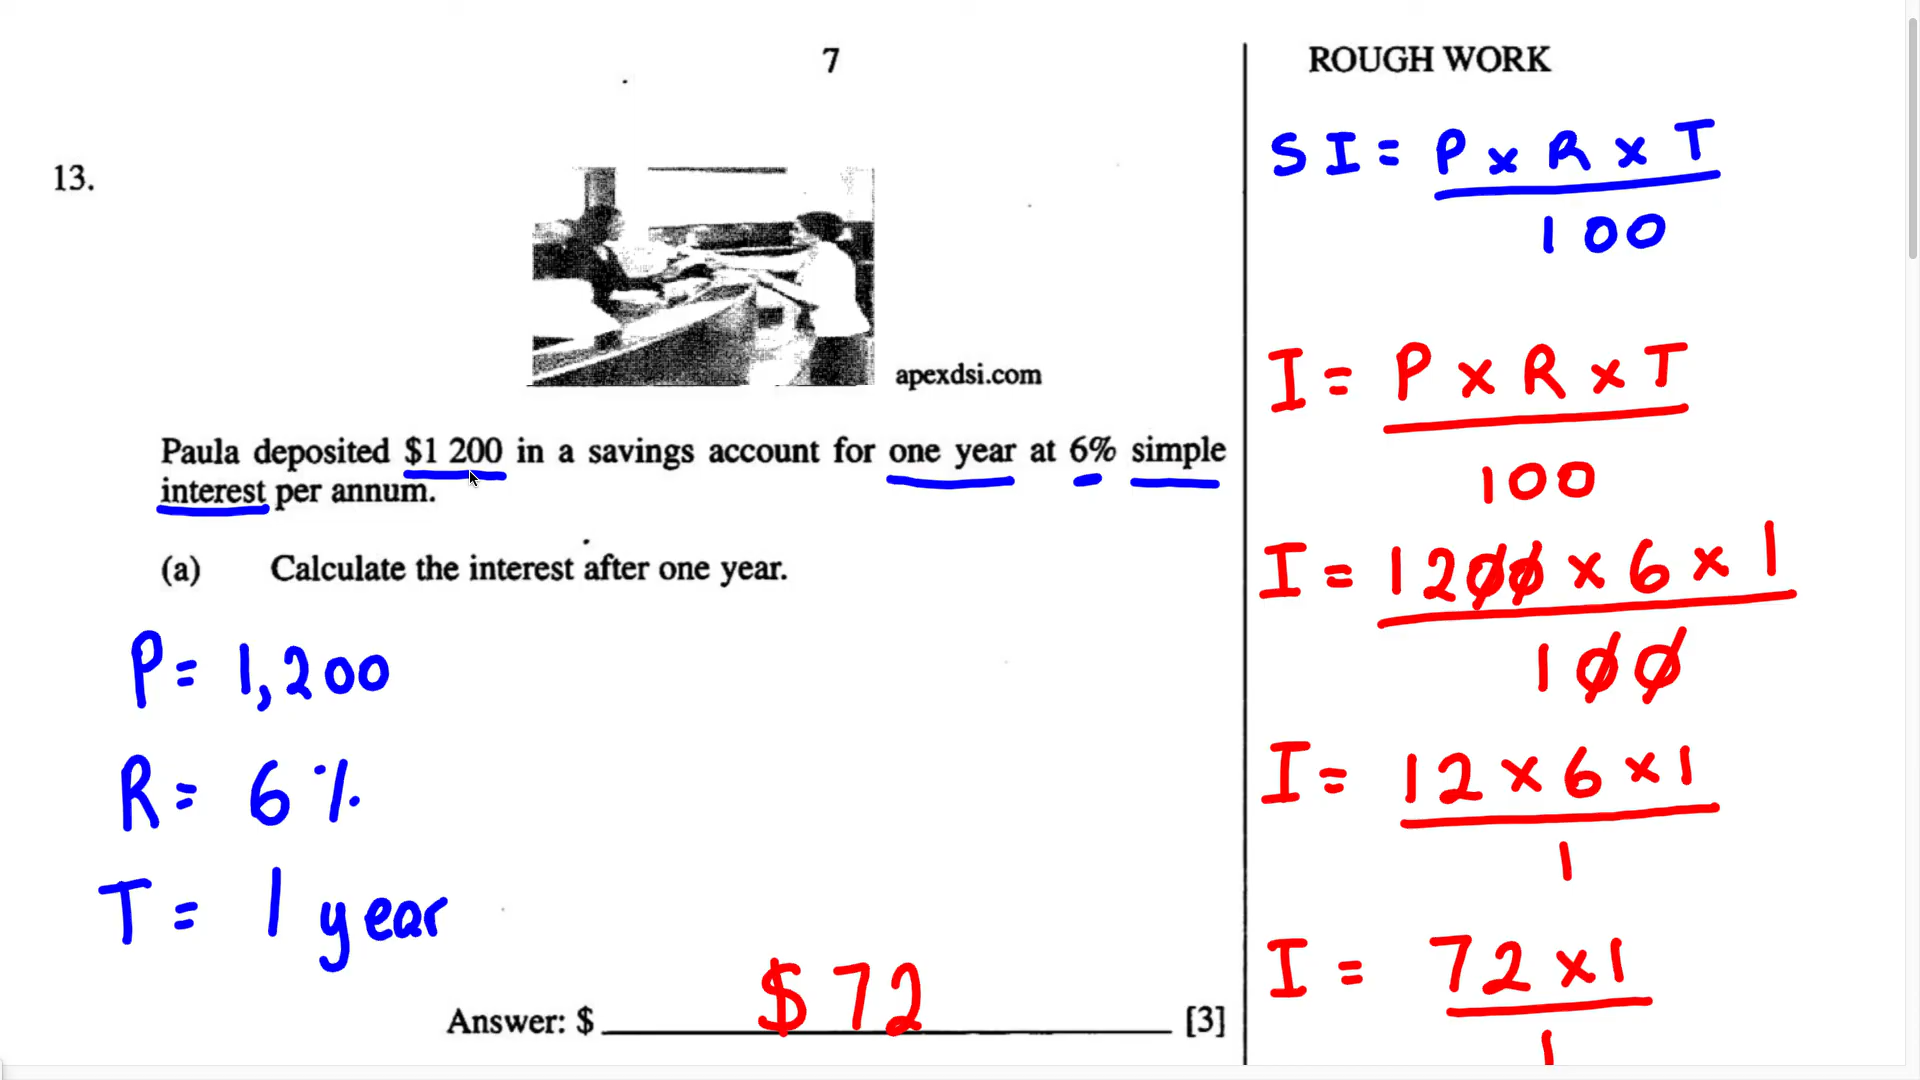 7
ROUGH WORK
13.
apexdsi.com
Paula deposited $1 200 in a savings account for one year at 6% simple
interest per annum.
(a) Calculate the interest after one year.
P = 1,200
R = 6 %
T = 1 year
Answer: $ $72 [3]
SI = P x R x T
100
I = P x R x T
100
I = 1200 x 6 x 1
100
I = 12 x 6 x 1
1
I = 72 x 1
1